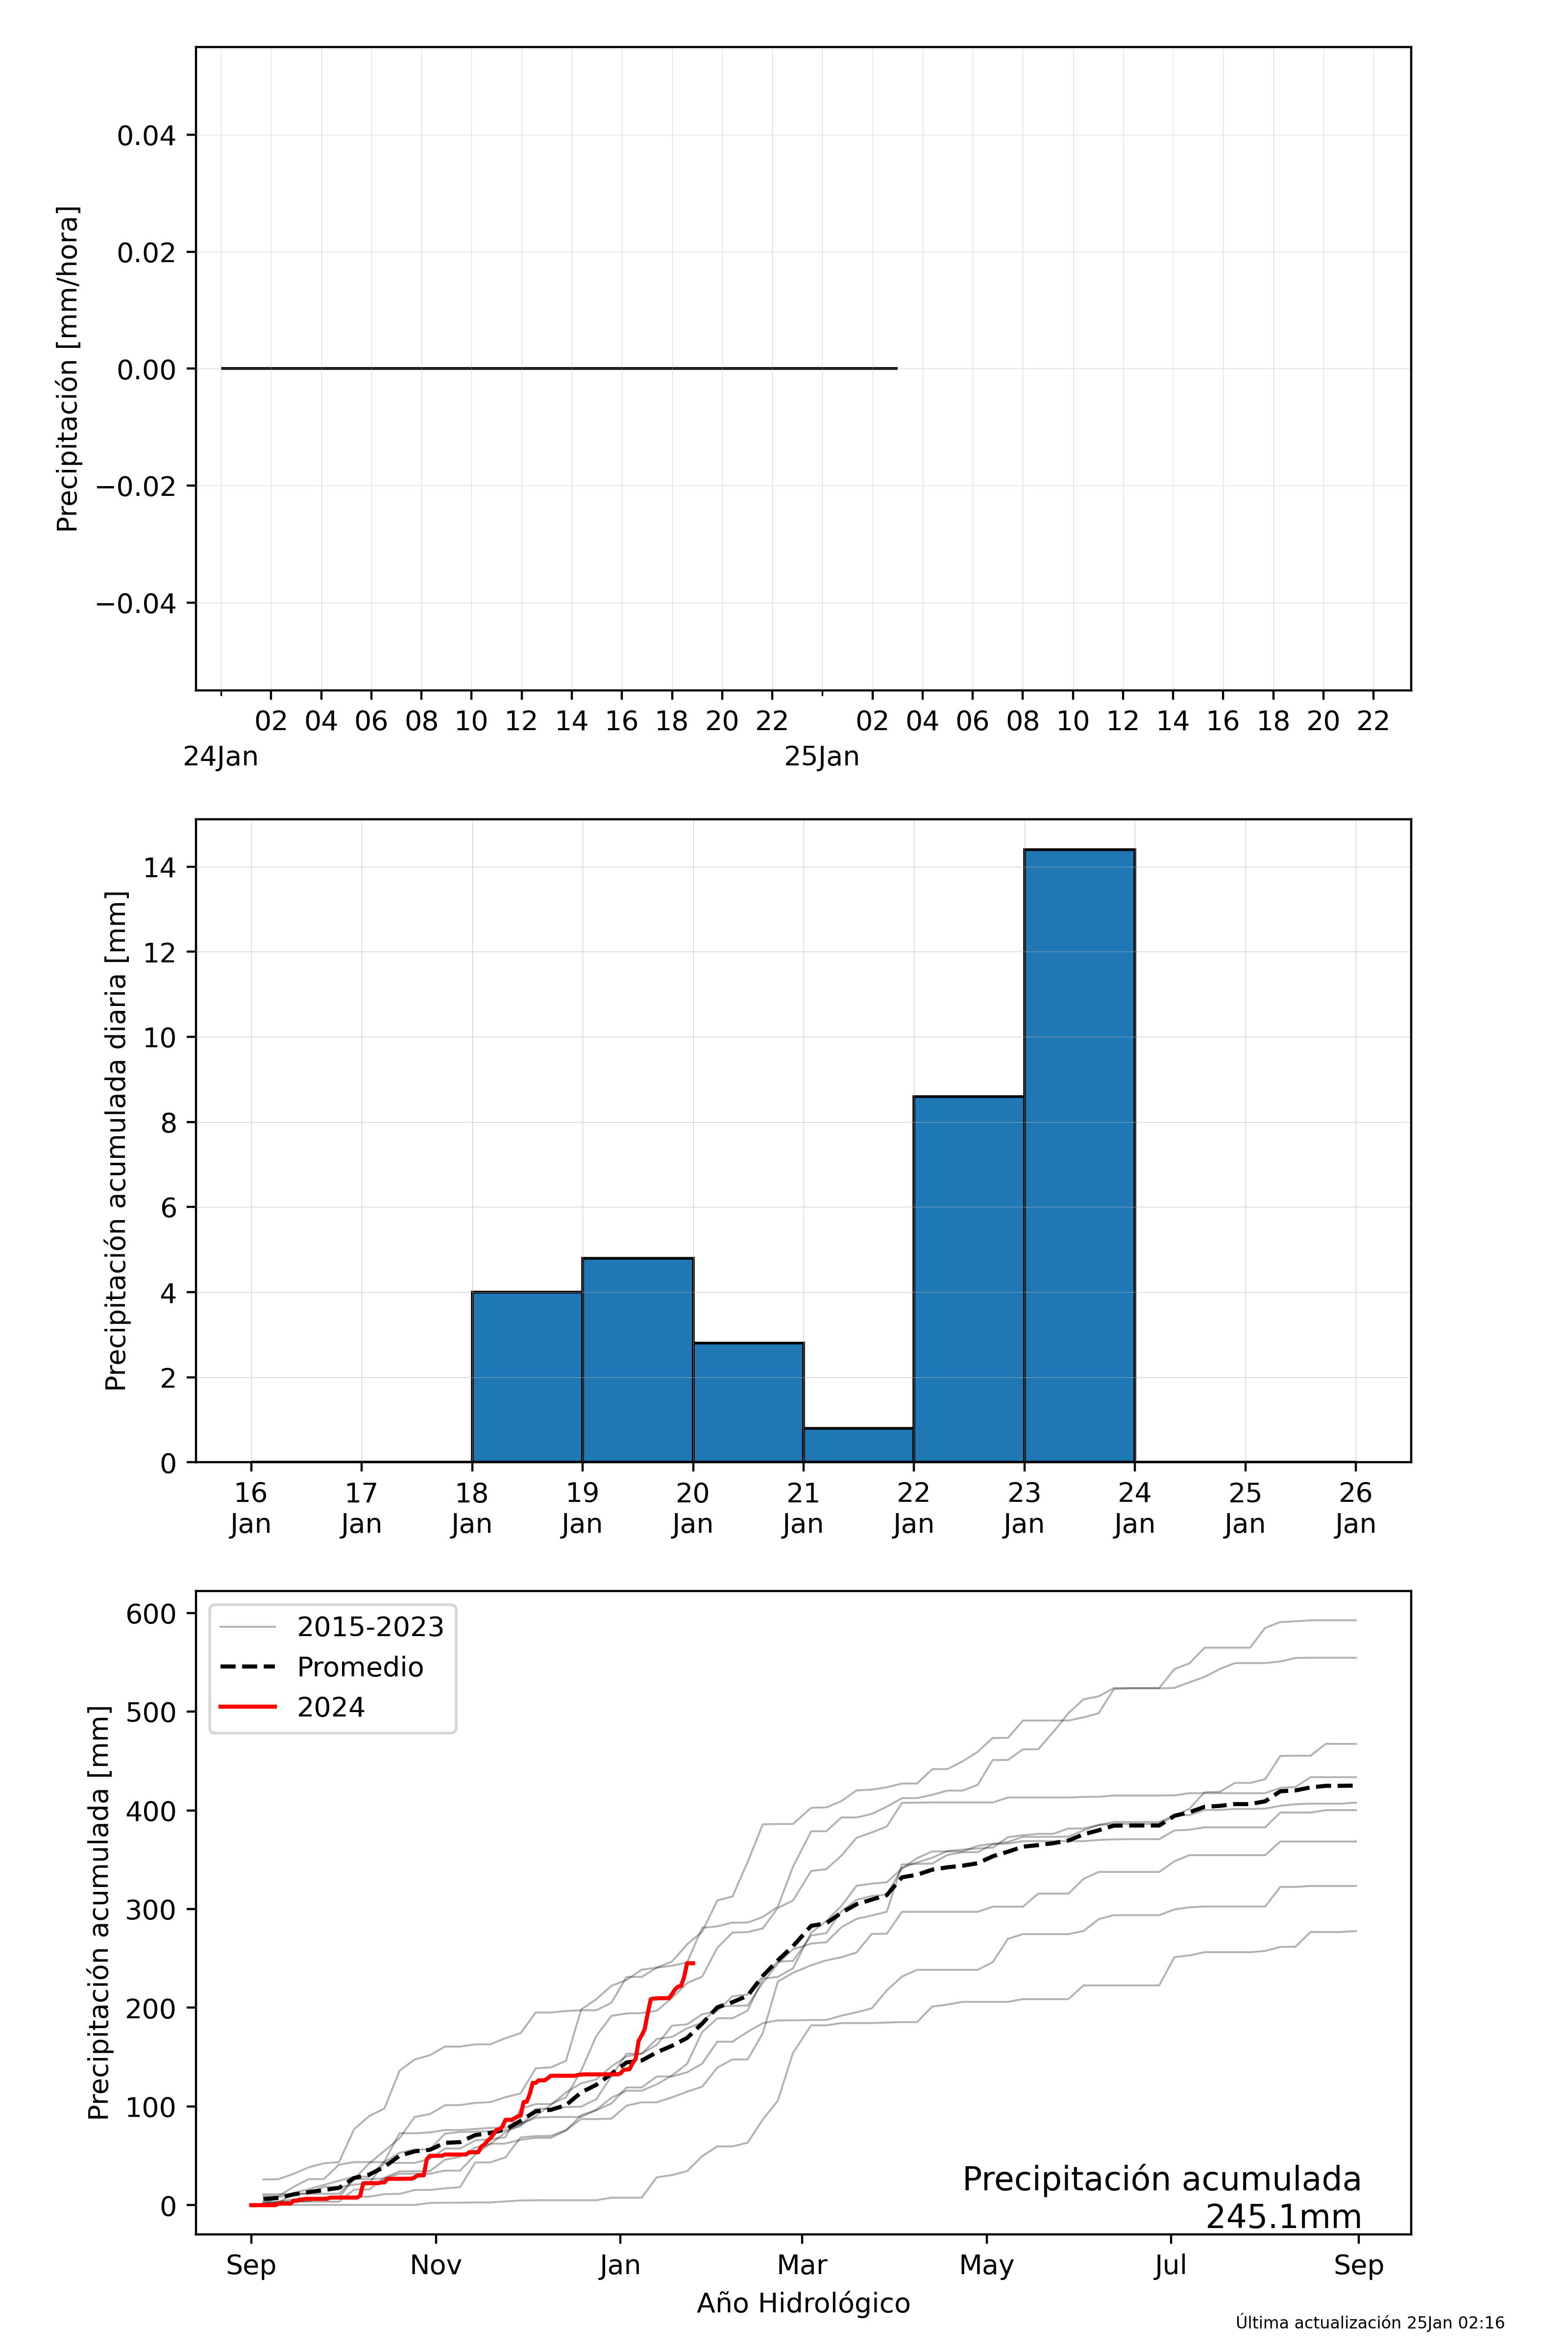 Precipitación [mm/hora]
0.04
0.02
0.00
−0.02
−0.04
02 04 06 08 10 12 14 16 18 20 22 02 04 06 08 10 12 14 16 18 20 22
24Jan 25Jan
Precipitación acumulada diaria [mm]
14
12
10
8
6
4
2
0
16 17 18 19 20 21 22 23 24 25 26
Jan Jan Jan Jan Jan Jan Jan Jan Jan Jan Jan
Precipitación acumulada [mm]
600
500
400
300
200
100
0
2015-2023
Promedio
2024
Precipitación acumulada
245.1mm
Sep Nov Jan Mar May Jul Sep
Año Hidrológico
Última actualización 25Jan 02:16